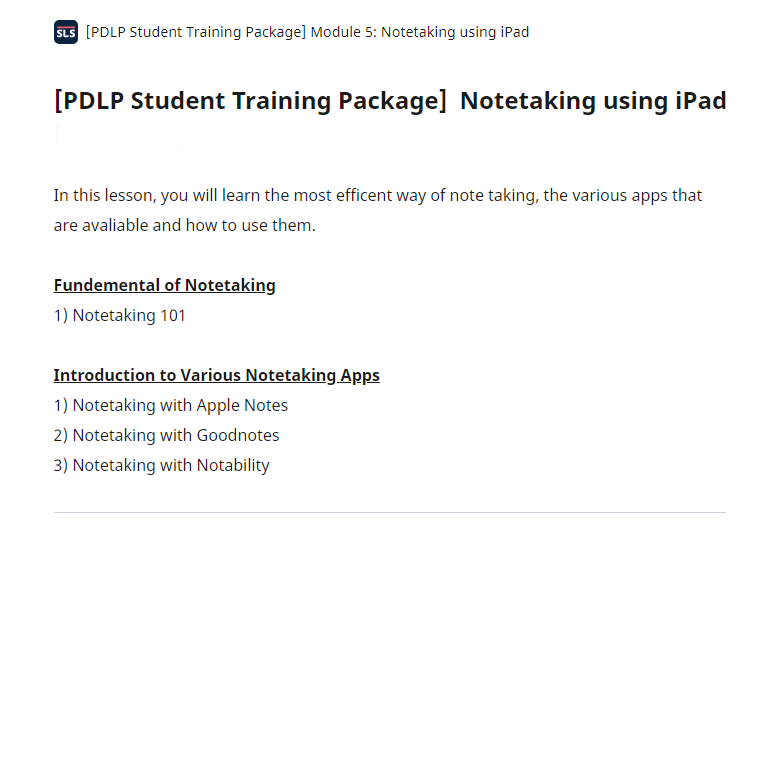 SLS [PDLP Student Training Package] Module 5: Notetaking using iPad
[PDLP Student Training Package]  Notetaking using iPad
In this lesson, you will learn the most efficent way of note taking, the various apps that
are avaliable and how to use them.
Fundemental of Notetaking
1) Notetaking 101
Introduction to Various Notetaking Apps
1) Notetaking with Apple Notes
2) Notetaking with Goodnotes
3) Notetaking with Notability